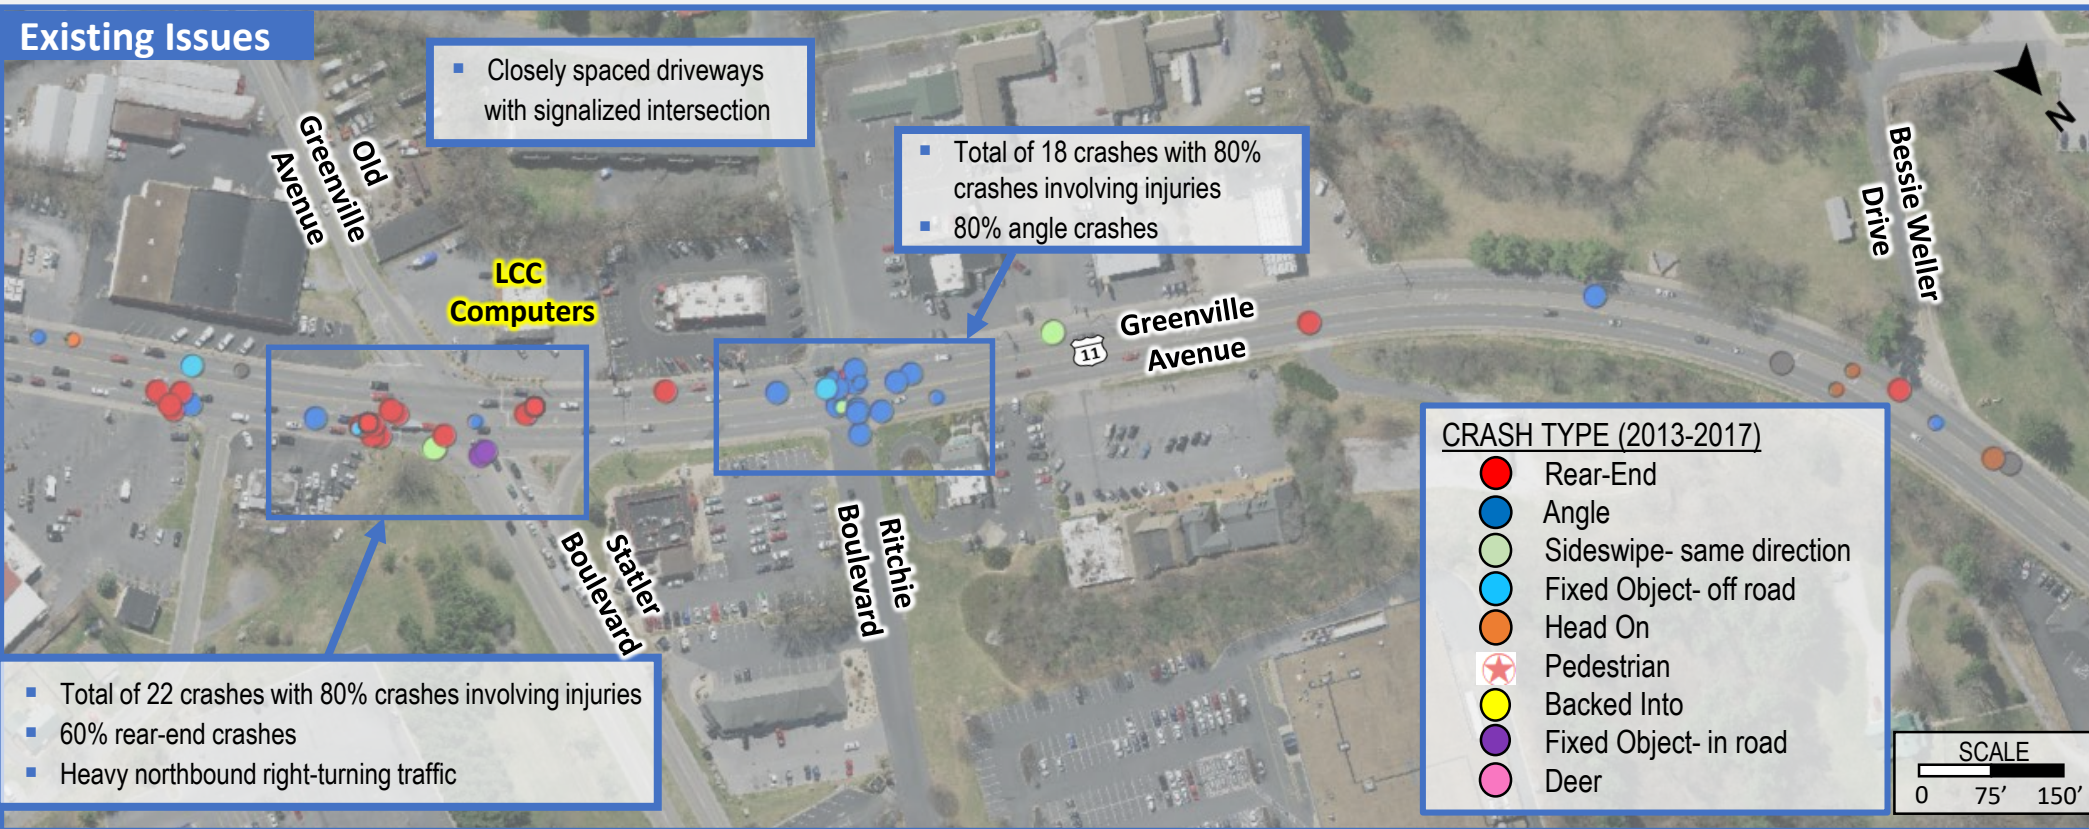 Existing Issues
▪ Closely spaced driveways
with signalized intersection
▪ Total of 18 crashes with 80%
crashes involving injuries
▪ 80% angle crashes
N
Old
Greenville
Avenue
LCC
Computers
Greenville
Avenue
11
Bessie Weller
Drive
Statler
Boulevard
Ritchie
Boulevard
▪ Total of 22 crashes with 80% crashes involving injuries
▪ 60% rear-end crashes
▪ Heavy northbound right-turning traffic
CRASH TYPE (2013-2017)
Rear-End
Angle
Sideswipe- same direction
Fixed Object- off road
Head On
Pedestrian
Backed Into
Fixed Object- in road
Deer
SCALE
0 75’ 150’